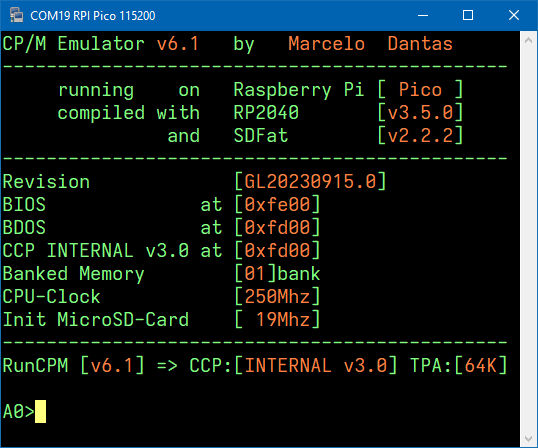 COM19 RPI Pico 115200
CP/M Emulator v6.1   by   Marcelo  Dantas
----------------------------------------------
     running    on   Raspberry Pi [ Pico ]
     compiled with   RP2040       [v3.5.0]
               and   SDFat        [v2.2.2]
----------------------------------------------
Revision             [GL20230915.0]
BIOS              at [0xfe00]
BDOS              at [0xfd00]
CCP INTERNAL v3.0 at [0xfd00]
Banked Memory        [01]bank
CPU-Clock            [250Mhz]
Init MicroSD-Card    [ 19Mhz]
----------------------------------------------
RunCPM [v6.1] => CCP:[INTERNAL v3.0] TPA:[64K]
A0>